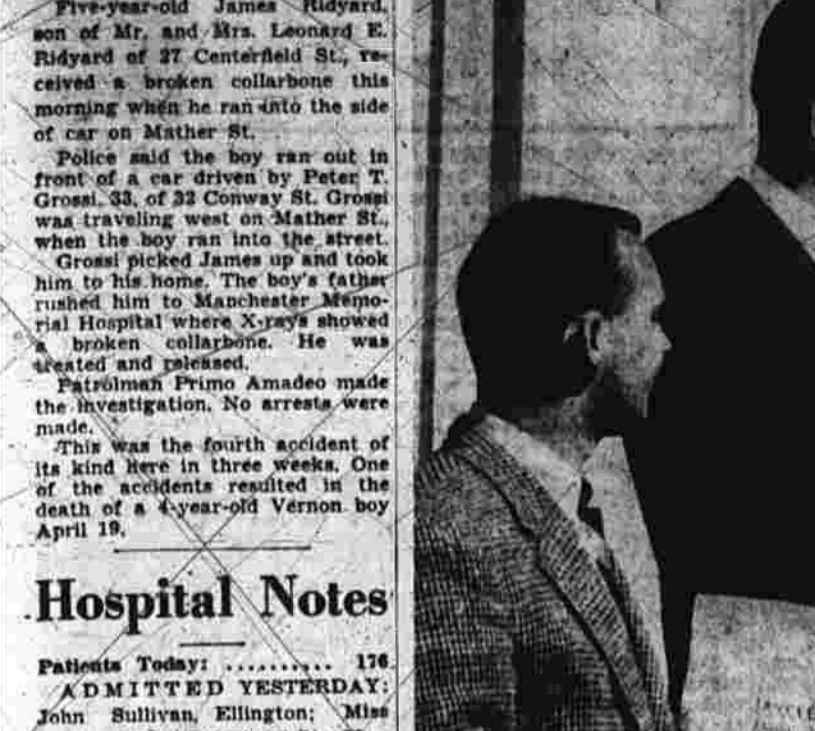 Five-year-old James Ridyard,
son of Mr. and Mrs. Leonard E.
Ridyard of 27 Centerfield St., re-
ceived a broken collarbone this
morning when he ran into the side
of car on Mather St.
Police said the boy ran out in
front of a car driven by Peter T.
Grossi, 33, of 32 Conway St. Grossi
was traveling west on Mather St.,
when the boy ran into the street.
Grossi picked James up and took
him to his home. The boy's father
rushed him to Manchester Memo-
rial Hospital where X-rays showed
a broken collarbone. He was
treated and released.
Patrolman Primo Amadeo made
the investigation. No arrests were
made.
This was the fourth accident of
its kind here in three weeks. One
of the accidents resulted in the
death of a 4-year-old Vernon boy
April 19.
Hospital Notes
Patients Today: .......... 176
ADMITTED YESTERDAY:
John Sullivan, Ellington; Miss